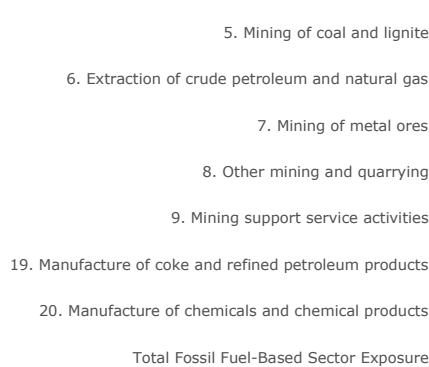 5. Mining of coal and lignite
6. Extraction of crude petroleum and natural gas
7. Mining of metal ores
8. Other mining and quarrying
9. Mining support service activities
19. Manufacture of coke and refined petroleum products
20. Manufacture of chemicals and chemical products
Total Fossil Fuel-Based Sector Exposure